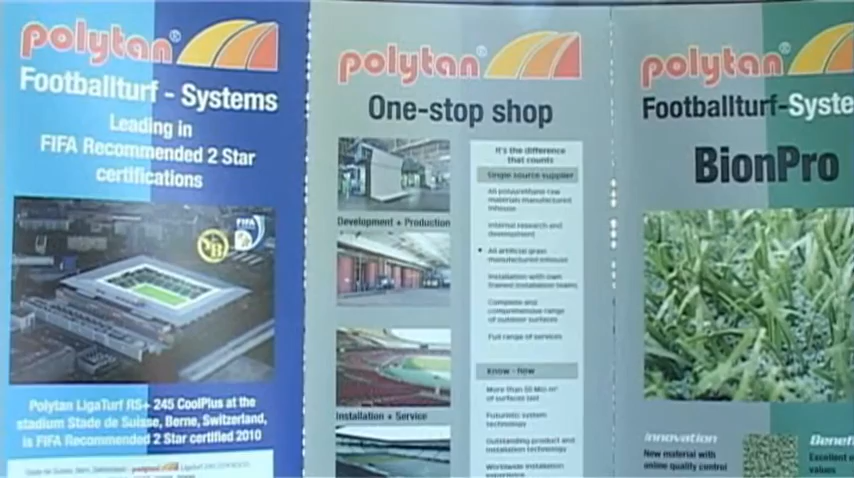 polytan®
Footballturf - Systems
Leading in
FIFA Recommended 2 Star
certifications
YB
FIFA
Polytan LigaTurf RS+ 245 CoolPlus at the
stadium Stade de Suisse, Berne, Switzerland,
is FIFA Recommended 2 Star certified 2010
polytan
polytan®
One-stop shop
Development + Production
Installation + Service
It's the difference
that counts
Single source supplier
All polyurethane raw
materials manufactured
inhouse
Internal research and
development
All artificial grass
manufactured inhouse
Installation with own
trained installation teams
Complete and
comprehensive range
of outdoor surfaces
Full range of services
Know - how
More than 50 Mio m²
of surfaces laid
Futuristic system
technology
Outstanding product and
installation technology
Worldwide installation
experience
polytan®
Footballturf-Syste
BionPro
Innovation
New material with
online quality control
Benefi
Excellent
values